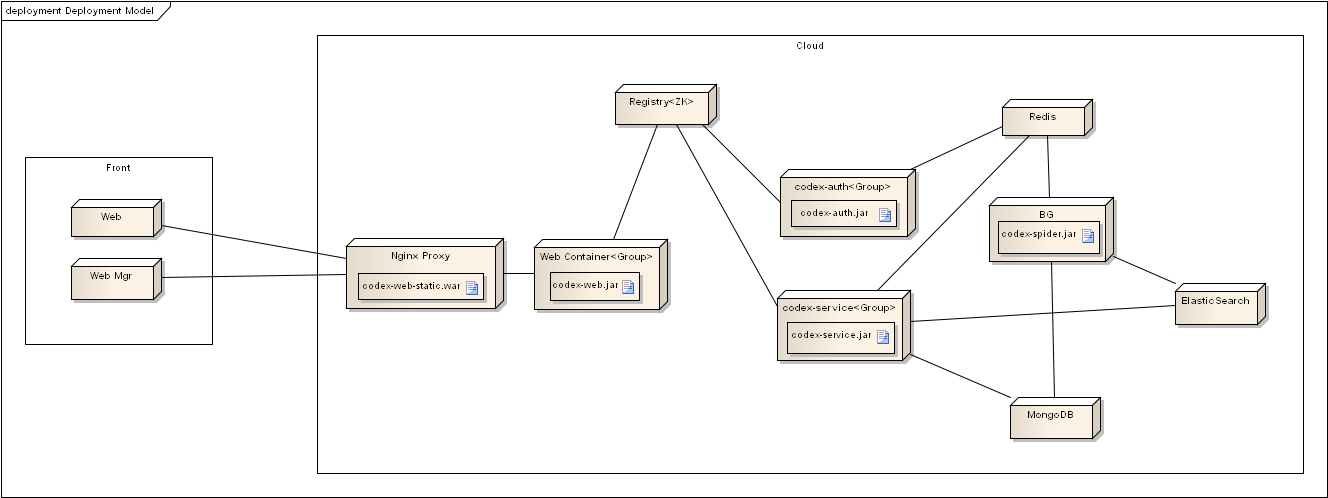 deployment Deployment Model
Cloud
Registry<ZK>
Redis
Front
codex-auth<Group>
codex-auth.jar
Web
BG
codex-spider.jar
Nginx Proxy
codex-web-static.war
Web Container<Group>
codex-web.jar
Web Mgr
ElasticSearch
codex-service<Group>
codex-service.jar
MongoDB